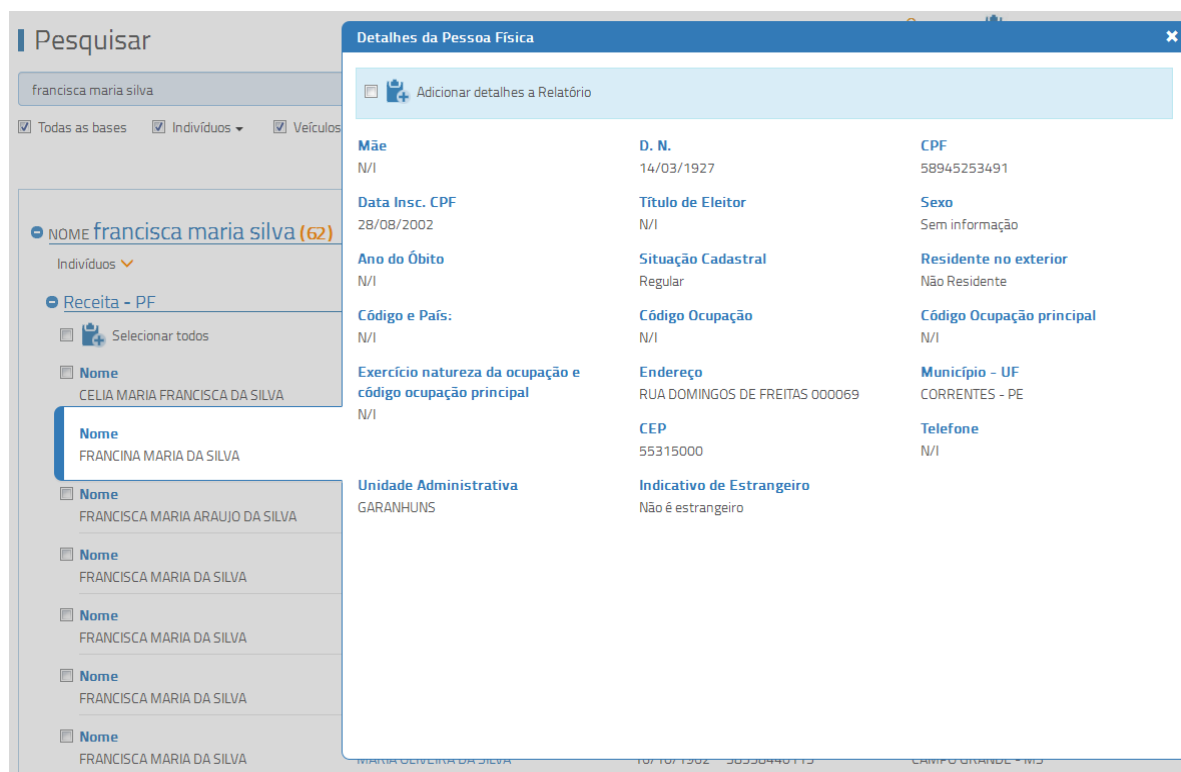 Pesquisar
francisca maria silva
Todas as bases Indivíduos Veículos
NOME francisca maria silva (62)
Indivíduos
Receita - PF
Selecionar todos
Nome
CELIA MARIA FRANCISCA DA SILVA
Nome
FRANCINA MARIA DA SILVA
Nome
FRANCISCA MARIA ARAUJO DA SILVA
Nome
FRANCISCA MARIA DA SILVA
Nome
FRANCISCA MARIA DA SILVA
Nome
FRANCISCA MARIA DA SILVA
Nome
FRANCISCA MARIA DA SILVA
Detalhes da Pessoa Física
Adicionar detalhes a Relatório
Mãe D. N. CPF
N/I 14/03/1927 58945253491
Data Insc. CPF Título de Eleitor Sexo
28/08/2002 N/I Sem informação
Ano do Óbito Situação Cadastral Residente no exterior
N/I Regular Não Residente
Código e País: Código Ocupação Código Ocupação principal
N/I N/I N/I
Exercício natureza da ocupação e Endereço Município - UF
código ocupação principal RUA DOMINGOS DE FREITAS 000069 CORRENTES - PE
N/I
CEP Telefone
55315000 N/I
Unidade Administrativa Indicativo de Estrangeiro
GARANHUNS Não é estrangeiro